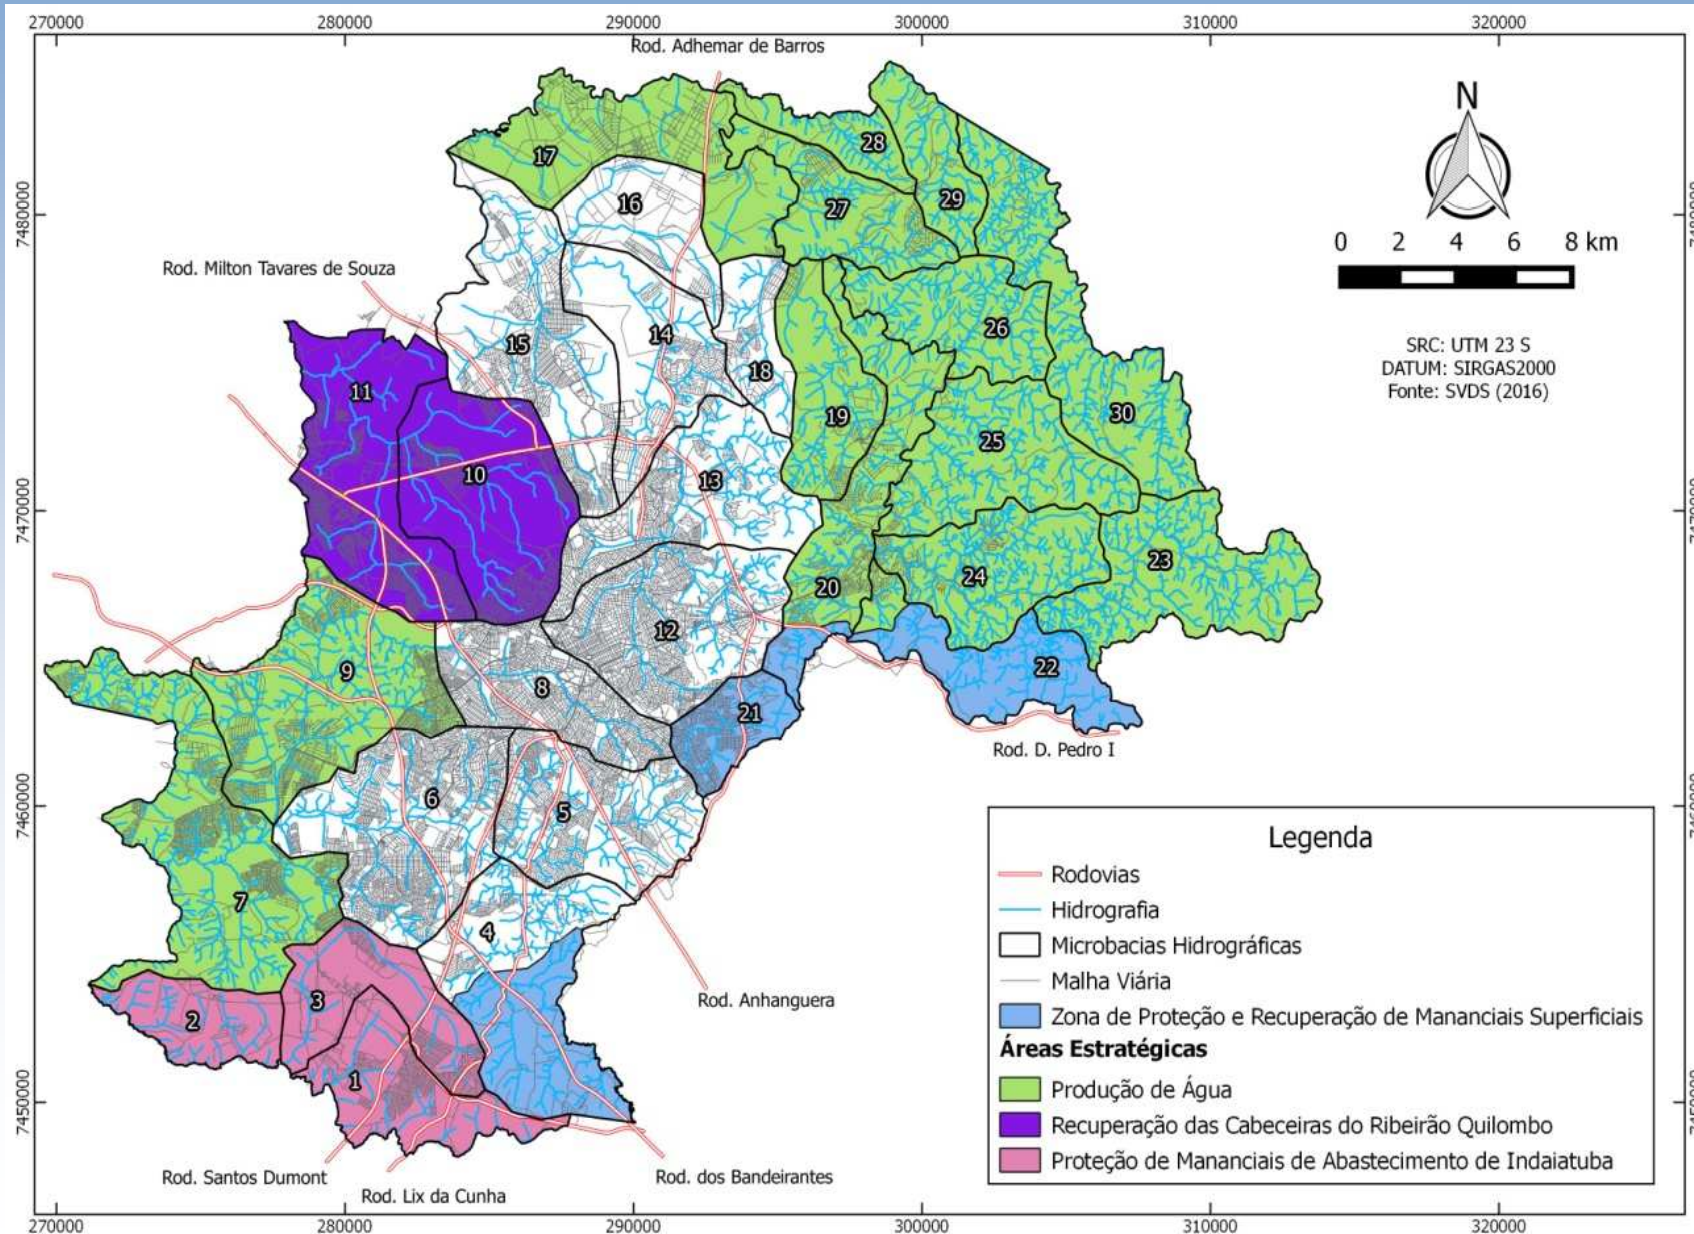 270000 280000 290000 300000 310000 320000
Rod. Adhemar de Barros
N
0 2 4 6 8 km
SRC: UTM 23 S
DATUM: SIRGAS2000
Fonte: SVDS (2016)
7480000
7470000
7460000
7450000
7480000
7470000
7460000
7450000
Rod. Milton Tavares de Souza
28
17
29
16
27
14
26
15
18
11
19
30
25
10
13
23
24
20
12
22
9
8
21
6
5
7
4
3
2
1
Rod. D. Pedro I
Rod. Anhanguera
Rod. Santos Dumont
Rod. Lix da Cunha
Rod. dos Bandeirantes
Legenda
Rodovias
Hidrografia
Microbacias Hidrográficas
Malha Viária
Zona de Proteção e Recuperação de Mananciais Superficiais
Áreas Estratégicas
Produção de Água
Recuperação das Cabeceiras do Ribeirão Quilombo
Proteção de Mananciais de Abastecimento de Indaiatuba
270000 280000 290000 300000 310000 320000